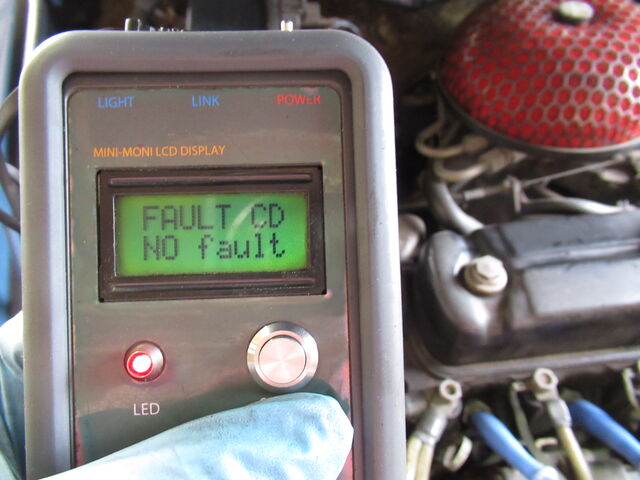 LIGHT LINK POWER
MINI-MONI LCD DISPLAY
FAULT CD
NO fault
LED